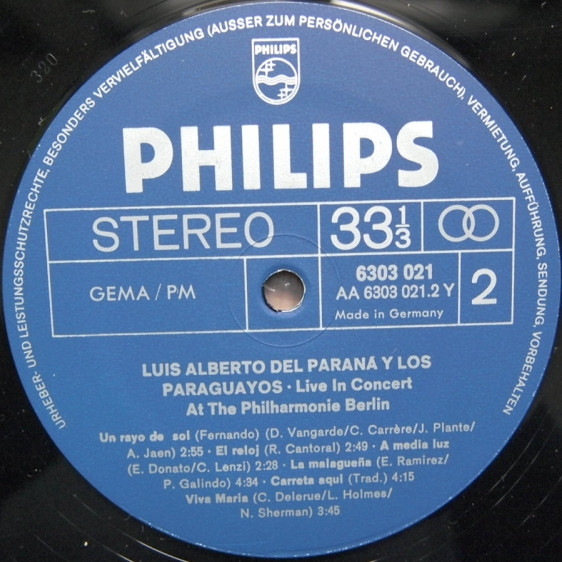 URHEBER- UND LEISTUNGSSCHUTZRECHTE, BESONDERS VERVIELFÄLTIGUNG (AUSSER ZUM PERSÖNLICHEN GEBRAUCH), VERMIETUNG, AUFFÜHRUNG, SENDUNG, VORBEHALTEN
320
PHILIPS
PHILIPS
STEREO 33 1/3
GEMA / PM
6303 021
AA 6303 021.2 Y
Made in Germany
2
LUIS ALBERTO DEL PARANÁ Y LOS
PARAGUAYOS · Live In Concert
At The Philharmonie Berlin
Un rayo de sol (Fernando) (D. Vangarde/C. Carrère/J. Plante/
A. Jaen) 2:55 · El reloj (R. Cantoral) 2:49 · A media luz
(E. Donato/C. Lenzi) 2:28 · La malagueña (E. Ramirez/
P. Galindo) 4:34 · Carreta aqui (Trad.) 4:15
Viva Maria (C. Delerue/L. Holmes/
N. Sherman) 3:45